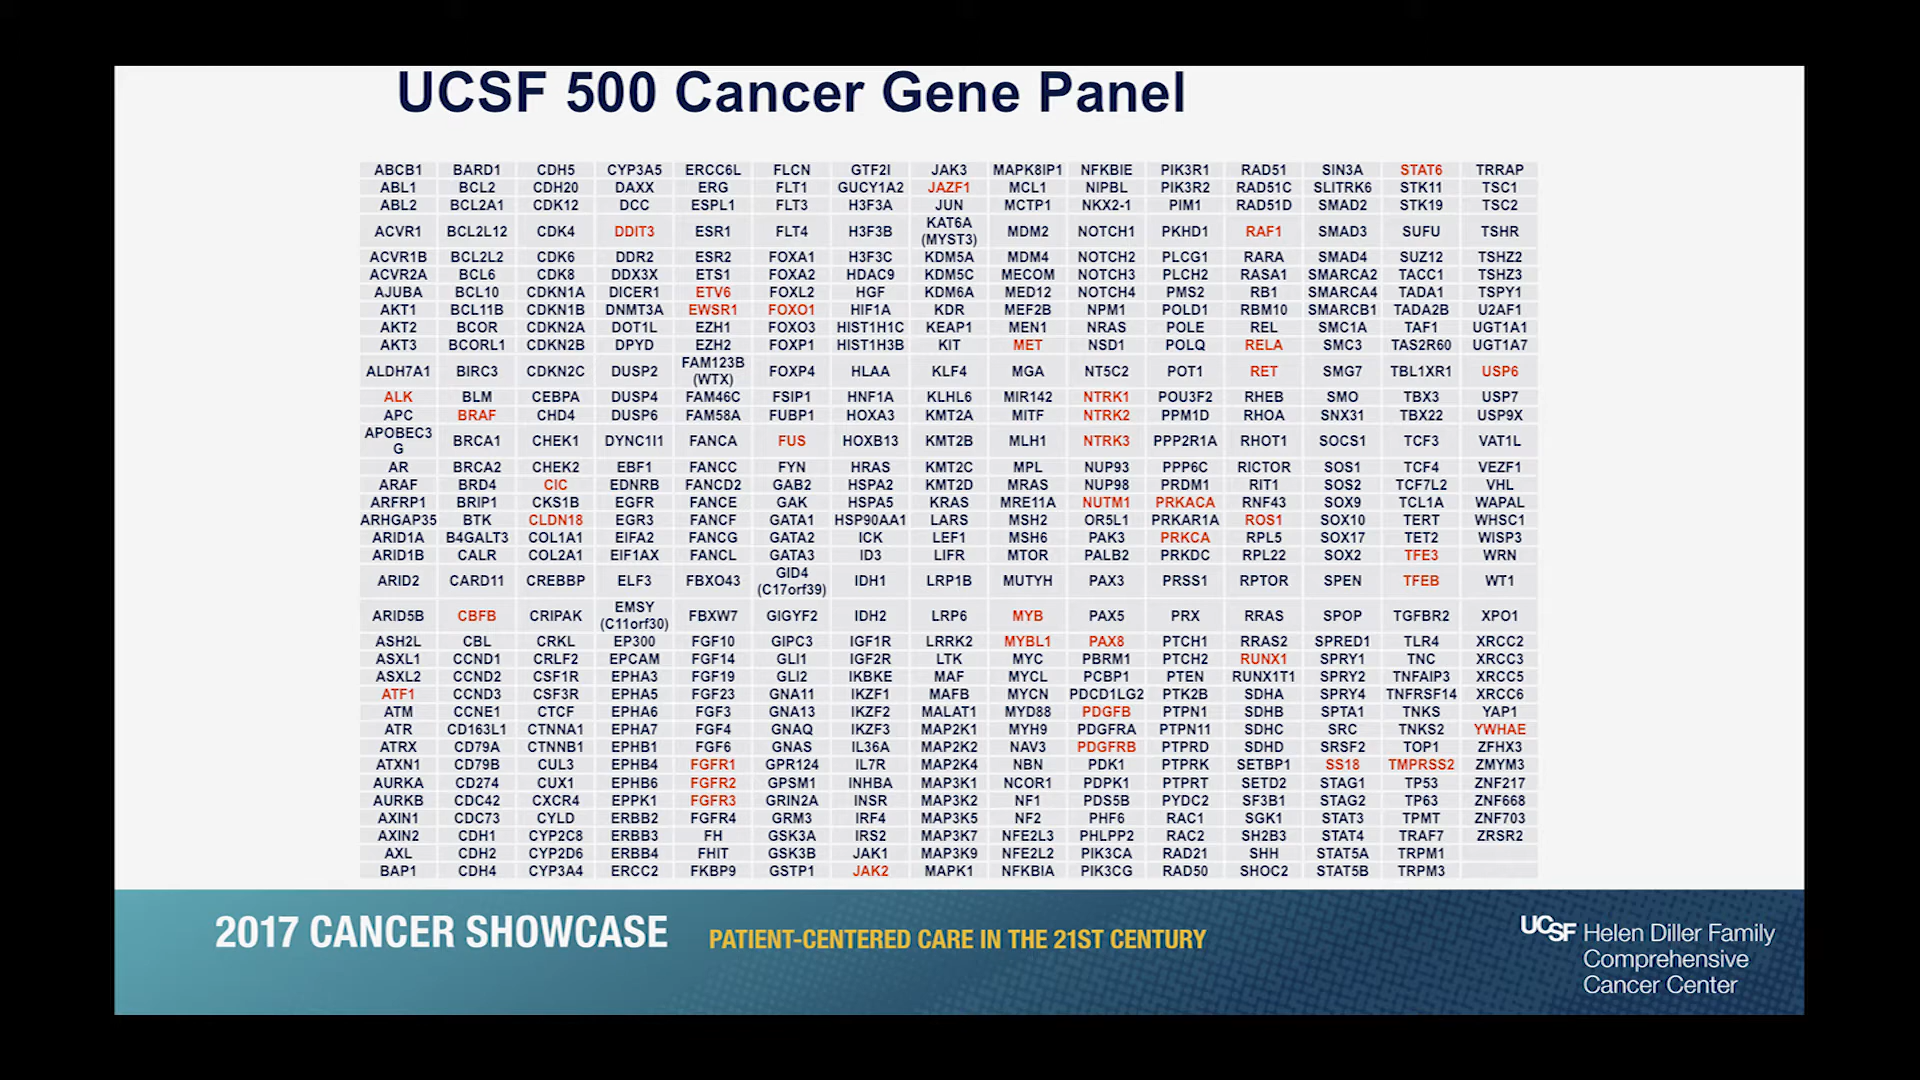 UCSF 500 Cancer Gene Panel
ABCB1 BARD1 CDH5 CYP3A5 ERCC6L FLCN GTF2I JAK3 MAPK8IP1 NFKBIE PIK3R1 RAD51 SIN3A STAT6 TRRAP
ABL1 BCL2 CDH20 DAXX ERG FLT1 GUCY1A2 JAZF1 MCL1 NIPBL PIK3R2 RAD51C SLITRK6 STK11 TSC1
ABL2 BCL2A1 CDK12 DCC ESPL1 FLT3 H3F3A JUN MCTP1 NKX2-1 PIM1 RAD51D SMAD2 STK19 TSC2
ACVR1 BCL2L12 CDK4 DDIT3 ESR1 FLT4 H3F3B KAT6A (MYST3) MDM2 NOTCH1 PKHD1 RAF1 SMAD3 SUFU TSHR
ACVR1B BCL2L2 CDK6 DDR2 ESR2 FOXA1 H3F3C KDM5A MDM4 NOTCH2 PLCG1 RARA SMAD4 SUZ12 TSHZ2
ACVR2A BCL6 CDK8 DDX3X ETS1 FOXA2 HDAC9 KDM5C MECOM NOTCH3 PLCH2 RASA1 SMARCA2 TACC1 TSHZ3
AJUBA BCL10 CDKN1A DICER1 ETV6 FOXL2 HGF KDM6A MED12 NOTCH4 PMS2 RB1 SMARCA4 TADA1 TSPY1
AKT1 BCL11B CDKN1B DNMT3A EWSR1 FOXO1 HIF1A KDR MEF2B NPM1 POLD1 RBM10 SMARCB1 TADA2B U2AF1
AKT2 BCOR CDKN2A DOT1L EZH1 FOXO3 HIST1H1C KEAP1 MEN1 NRAS POLE REL SMC1A TAF1 UGT1A1
AKT3 BCORL1 CDKN2B DPYD EZH2 FOXP1 HIST1H3B KIT MET NSD1 POLQ RELA SMC3 TAS2R60 UGT1A7
ALDH7A1 BIRC3 CDKN2C DUSP2 FAM123B (WTX) FOXP4 HLAA KLF4 MGA NT5C2 POT1 RET SMG7 TBL1XR1 USP6
ALK BLM CEBPA DUSP4 FAM46C FSIP1 HNF1A KLHL6 MIR142 NTRK1 POU3F2 RHEB SMO TBX3 USP7
APC BRAF CHD4 DUSP6 FAM58A FUBP1 HOXA3 KMT2A MITF NTRK2 PPM1D RHOA SNX31 TBX22 USP9X
APOBEC3G BRCA1 CHEK1 DYNC1I1 FANCA FUS HOXB13 KMT2B MLH1 NTRK3 PPP2R1A RHOT1 SOCS1 TCF3 VAT1L
AR BRCA2 CHEK2 EBF1 FANCC FYN HRAS KMT2C MPL NUP93 PPP6C RICTOR SOS1 TCF4 VEZF1
ARAF BRD4 CIC EDNRB FANCD2 GAB2 HSPA2 KMT2D MRAS NUP98 PRDM1 RIT1 SOS2 TCF7L2 VHL
ARFRP1 BRIP1 CKS1B EGFR FANCE GAK HSPA5 KRAS MRE11A NUTM1 PRKACA RNF43 SOX9 TCL1A WAPAL
ARHGAP35 BTK CLDN18 EGR3 FANCF GATA1 HSP90AA1 LARS MSH2 OR5L1 PRKAR1A ROS1 SOX10 TERT WHSC1
ARID1A B4GALT3 COL1A1 EIFA2 FANCG GATA2 ICK LEF1 MSH6 PAK3 PRKCA RPL5 SOX17 TET2 WISP3
ARID1B CALR COL2A1 EIF1AX FANCL GATA3 ID3 LIFR MTOR PALB2 PRKDC RPL22 SOX2 TFE3 WRN
ARID2 CARD11 CREBBP ELF3 FBXO43 GID4 (C17orf39) IDH1 LRP1B MUTYH PAX3 PRSS1 RPTOR SPEN TFEB WT1
ARID5B CBFB CRIPAK EMSY (C11orf30) FBXW7 GIGYF2 IDH2 LRP6 MYB PAX5 PRX RRAS SPOP TGFBR2 XPO1
ASH2L CBL CRKL EP300 FGF10 GIPC3 IGF1R LRRK2 MYBL1 PAX8 PTCH1 RRAS2 SPRED1 TLR4 XRCC2
ASXL1 CCND1 CRLF2 EPCAM FGF14 GLI1 IGF2R LTK MYC PBRM1 PTCH2 RUNX1 SPRY1 TNC XRCC3
ASXL2 CCND2 CSF1R EPHA3 FGF19 GLI2 IKBKE MAF MYCL PCBP1 PTEN RUNX1T1 SPRY2 TNFAIP3 XRCC5
ATF1 CCND3 CSF3R EPHA5 FGF23 GNA11 IKZF1 MAFB MYCN PDCD1LG2 PTK2B SDHA SPRY4 TNFRSF14 XRCC6
ATM CCNE1 CTCF EPHA6 FGF3 GNA13 IKZF2 MALAT1 MYD88 PDGFB PTPN1 SDHB SPTA1 TNKS YAP1
ATR CD163L1 CTNNA1 EPHA7 FGF4 GNAQ IKZF3 MAP2K1 MYH9 PDGFRA PTPN11 SDHC SRC TNKS2 YWHAE
ATRX CD79A CTNNB1 EPHB1 FGF6 GNAS IL36A MAP2K2 NAV3 PDGFRB PTPRD SDHD SRSF2 TOP1 ZFHX3
ATXN1 CD79B CUL3 EPHB4 FGFR1 GPR124 IL7R MAP2K4 NBN PDK1 PTPRK SETBP1 SS18 TMPRSS2 ZMYM3
AURKA CD274 CUX1 EPHB6 FGFR2 GPSM1 INHBA MAP3K1 NCOR1 PDPK1 PTPRT SETD2 STAG1 TP53 ZNF217
AURKB CDC42 CXCR4 EPPK1 FGFR3 GRIN2A INSR MAP3K2 NF1 PDS5B PYDC2 SF3B1 STAG2 TP63 ZNF668
AXIN1 CDC73 CYLD ERBB2 FGFR4 GRM3 IRF4 MAP3K5 NF2 PHF6 RAC1 SGK1 STAT3 TPMT ZNF703
AXIN2 CDH1 CYP2C8 ERBB3 FH GSK3A IRS2 MAP3K7 NFE2L3 PHLPP2 RAC2 SH2B3 STAT4 TRAF7 ZRSR2
AXL CDH2 CYP2D6 ERBB4 FHIT GSK3B JAK1 MAP3K9 NFE2L2 PIK3CA RAD21 SHH STAT5A TRPM1
BAP1 CDH4 CYP3A4 ERCC2 FKBP9 GSTP1 JAK2 MAPK1 NFKBIA PIK3CG RAD50 SHOC2 STAT5B TRPM3
2017 CANCER SHOWCASE PATIENT-CENTERED CARE IN THE 21ST CENTURY
UCSF Helen Diller Family
Comprehensive
Cancer Center